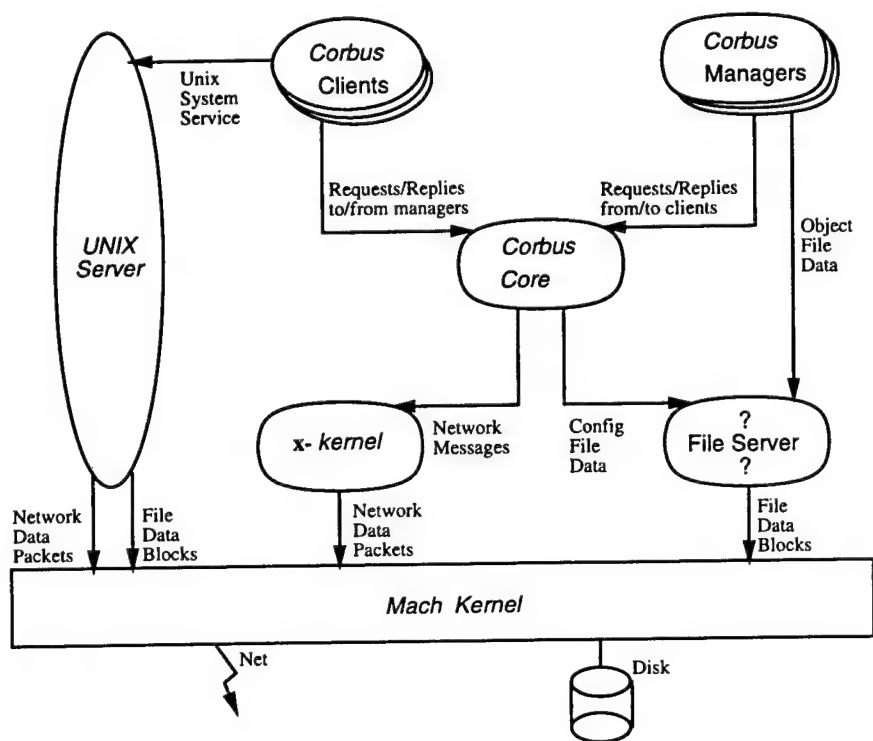 Corbus
Clients
Corbus
Managers
Unix
System
Service
Requests/Replies
to/from managers
Requests/Replies
from/to clients
UNIX
Server
Corbus
Core
Object
File
Data
x- kernel
Network
Messages
Config
File
Data
?
File Server
?
Network
Data
Packets
File
Data
Blocks
Network
Data
Packets
File
Data
Blocks
Mach Kernel
Net
Disk